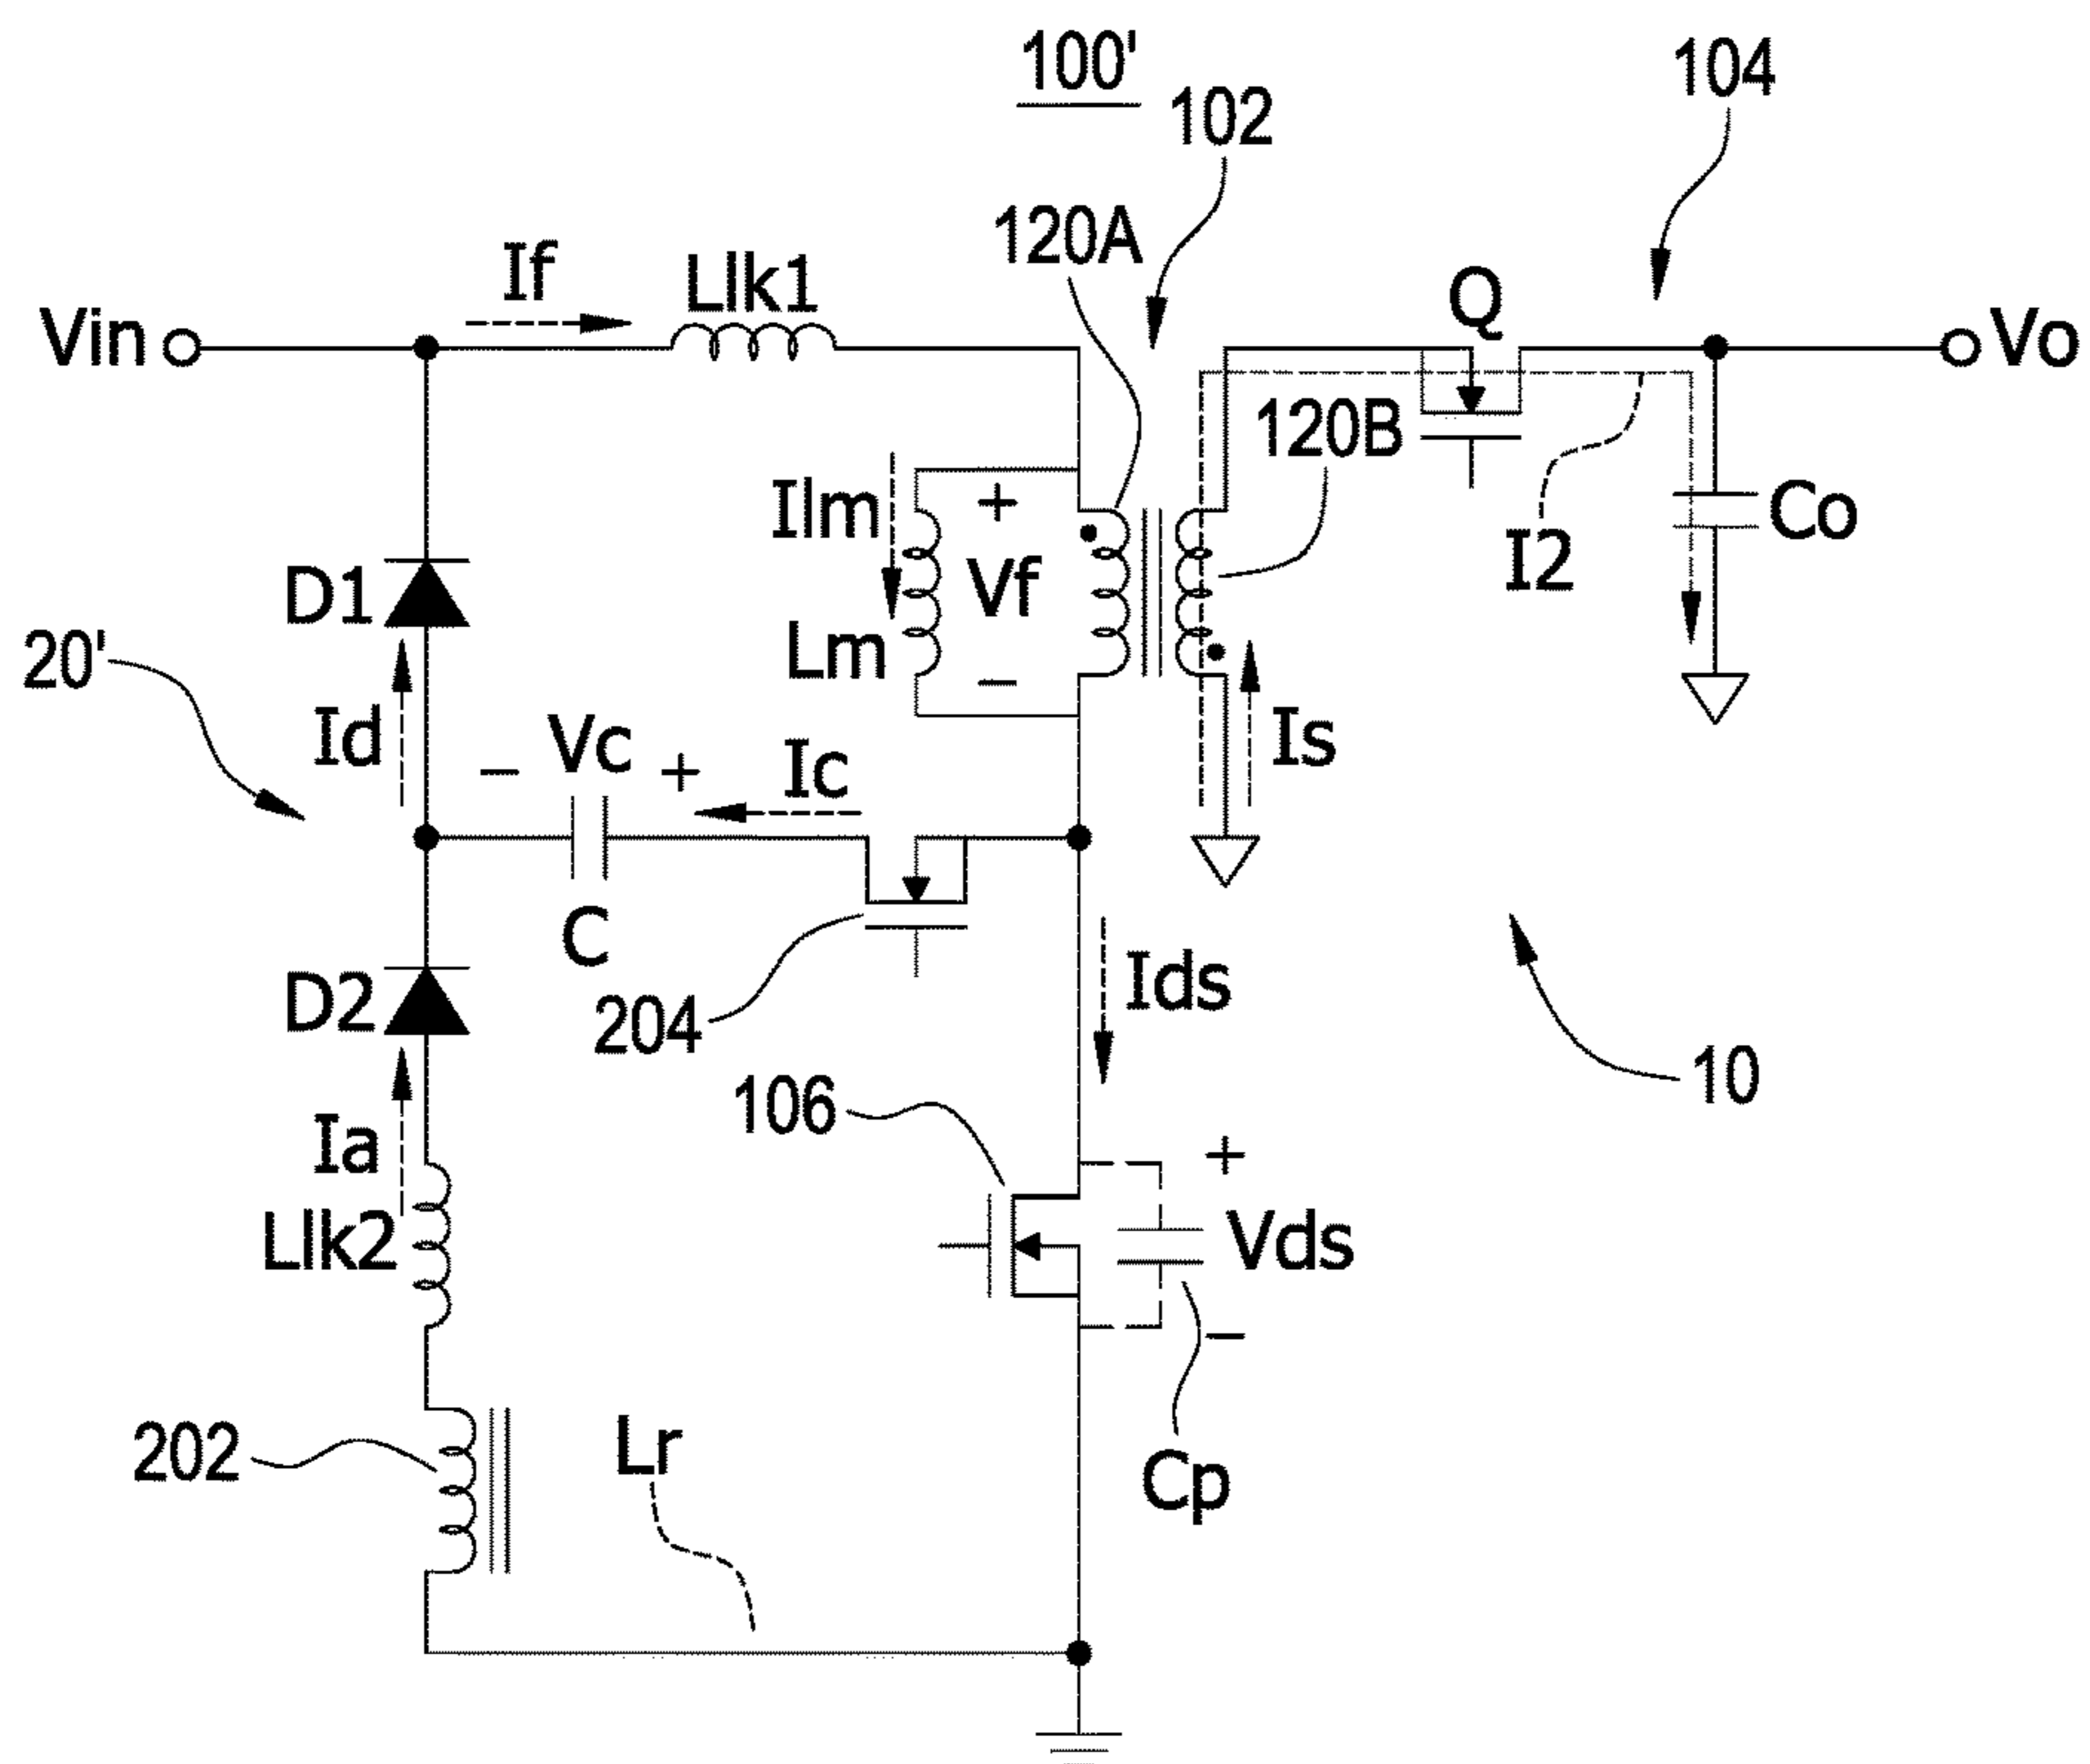 100'
102
104
120A
If
Llk1
Q
Vin
Vo
120B
Ilm
+
Vf
Co
I2
D1
Lm
−
20'
Id
−
Vc
+
Ic
Is
C
D2
204
Ids
10
106
Ia
+
Llk2
Vds
−
202
Lr
Cp